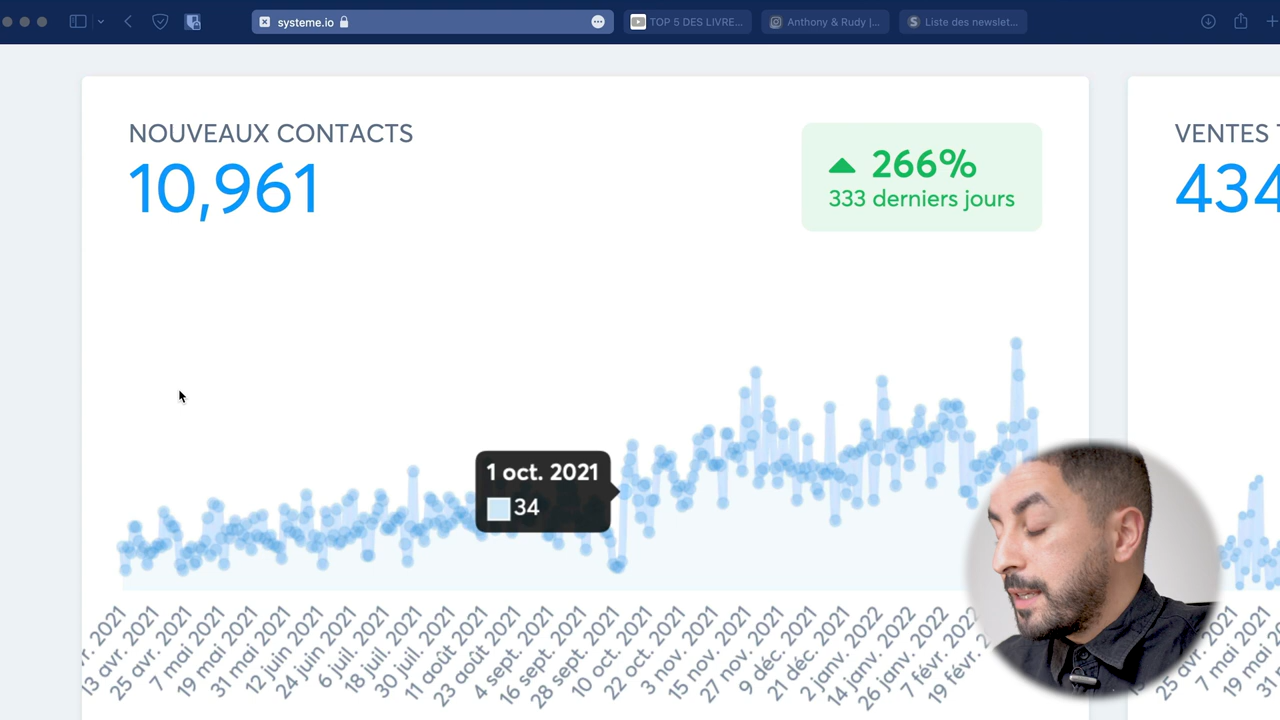 systeme.io
TOP 5 DES LIVRE...
Anthony & Rudy |...
Liste des newslet...
NOUVEAUX CONTACTS
10,961
266%
333 derniers jours
VENTES
434
1 oct. 2021
34
13 avr. 2021
25 avr. 2021
7 mai 2021
19 mai 2021
31 mai 2021
12 juin 2021
24 juin 2021
6 juil. 2021
18 juil. 2021
30 juil. 2021
11 août 2021
23 août 2021
4 sept. 2021
16 sept. 2021
28 sept. 2021
10 oct. 2021
22 oct. 2021
3 nov. 2021
15 nov. 2021
27 nov. 2021
9 déc. 2021
21 déc. 2021
2 janv. 2022
14 janv. 2022
26 janv. 2022
7 févr. 2022
19 févr.
25 avr. 2021
7 mai 2021
19 mai
31